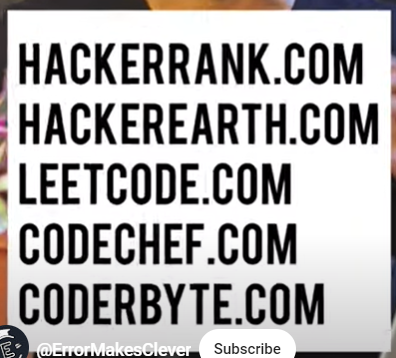 HACKERRANK.COM
HACKEREARTH.COM
LEETCODE.COM
CODECHEF.COM
CODERBYTE.COM
@ErrorMakesClever Subscribe